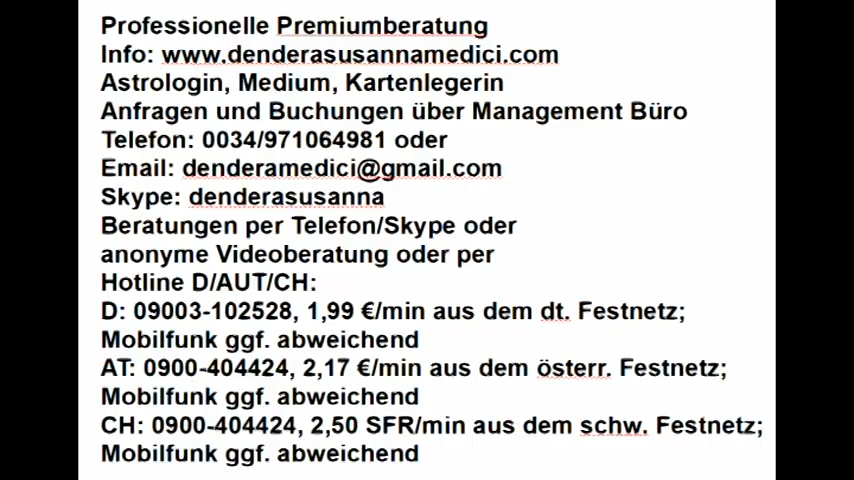 Professionelle Premiumberatung
Info: www.denderasusannamedici.com
Astrologin, Medium, Kartenlegerin
Anfragen und Buchungen über Management Büro
Telefon: 0034/971064981 oder
Email: denderamedici@gmail.com
Skype: denderasusanna
Beratungen per Telefon/Skype oder
anonyme Videoberatung oder per
Hotline D/AUT/CH:
D: 09003-102528, 1,99 €/min aus dem dt. Festnetz;
Mobilfunk ggf. abweichend
AT: 0900-404424, 2,17 €/min aus dem österr. Festnetz;
Mobilfunk ggf. abweichend
CH: 0900-404424, 2,50 SFR/min aus dem schw. Festnetz;
Mobilfunk ggf. abweichend